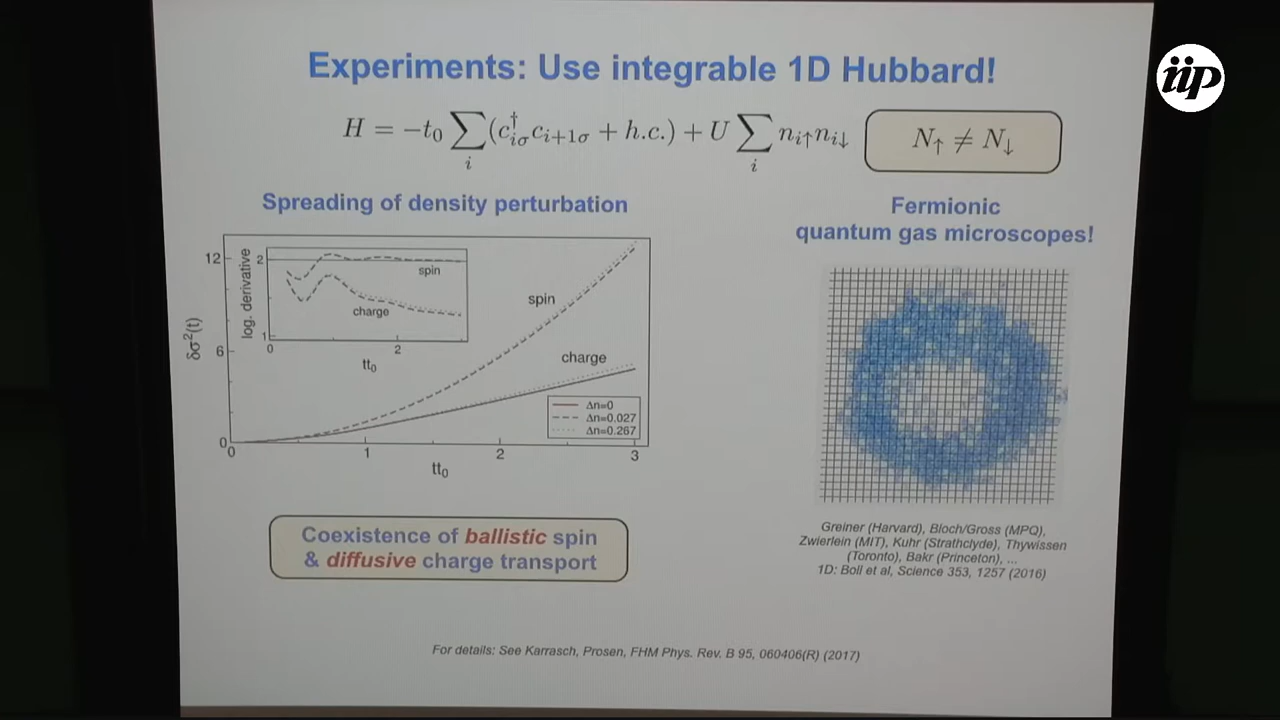 iip
Experiments: Use integrable 1D Hubbard!
H = −t₀ ∑ᵢ (c†ᵢσ cᵢ₊₁σ + h.c.) + U ∑ᵢ nᵢ↑nᵢ↓
N↑ ≠ N↓
Spreading of density perturbation
12
6
0
δσ²(t)
log. derivative
2
1
0
2
tt₀
spin
charge
spin
charge
Δn=0
Δn=0.027
Δn=0.267
0
1
2
3
tt₀
Coexistence of ballistic spin
& diffusive charge transport
Fermionic
quantum gas microscopes!
Greiner (Harvard), Bloch/Gross (MPQ),
Zwierlein (MIT), Kuhr (Strathclyde), Thywissen
(Toronto), Bakr (Princeton), ...
1D: Boll et al, Science 353, 1257 (2016)
For details: See Karrasch, Prosen, FHM Phys. Rev. B 95, 060406(R) (2017)